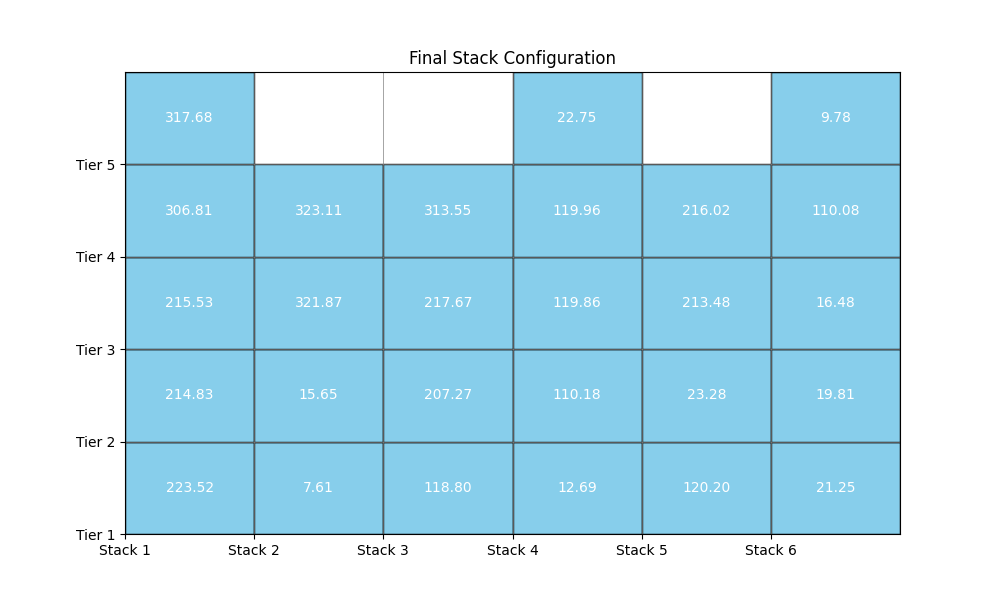 Final Stack Configuration
317.68 22.75 9.78
Tier 5
306.81 323.11 313.55 119.96 216.02 110.08
Tier 4
215.53 321.87 217.67 119.86 213.48 16.48
Tier 3
214.83 15.65 207.27 110.18 23.28 19.81
Tier 2
223.52 7.61 118.80 12.69 120.20 21.25
Tier 1
Stack 1 Stack 2 Stack 3 Stack 4 Stack 5 Stack 6